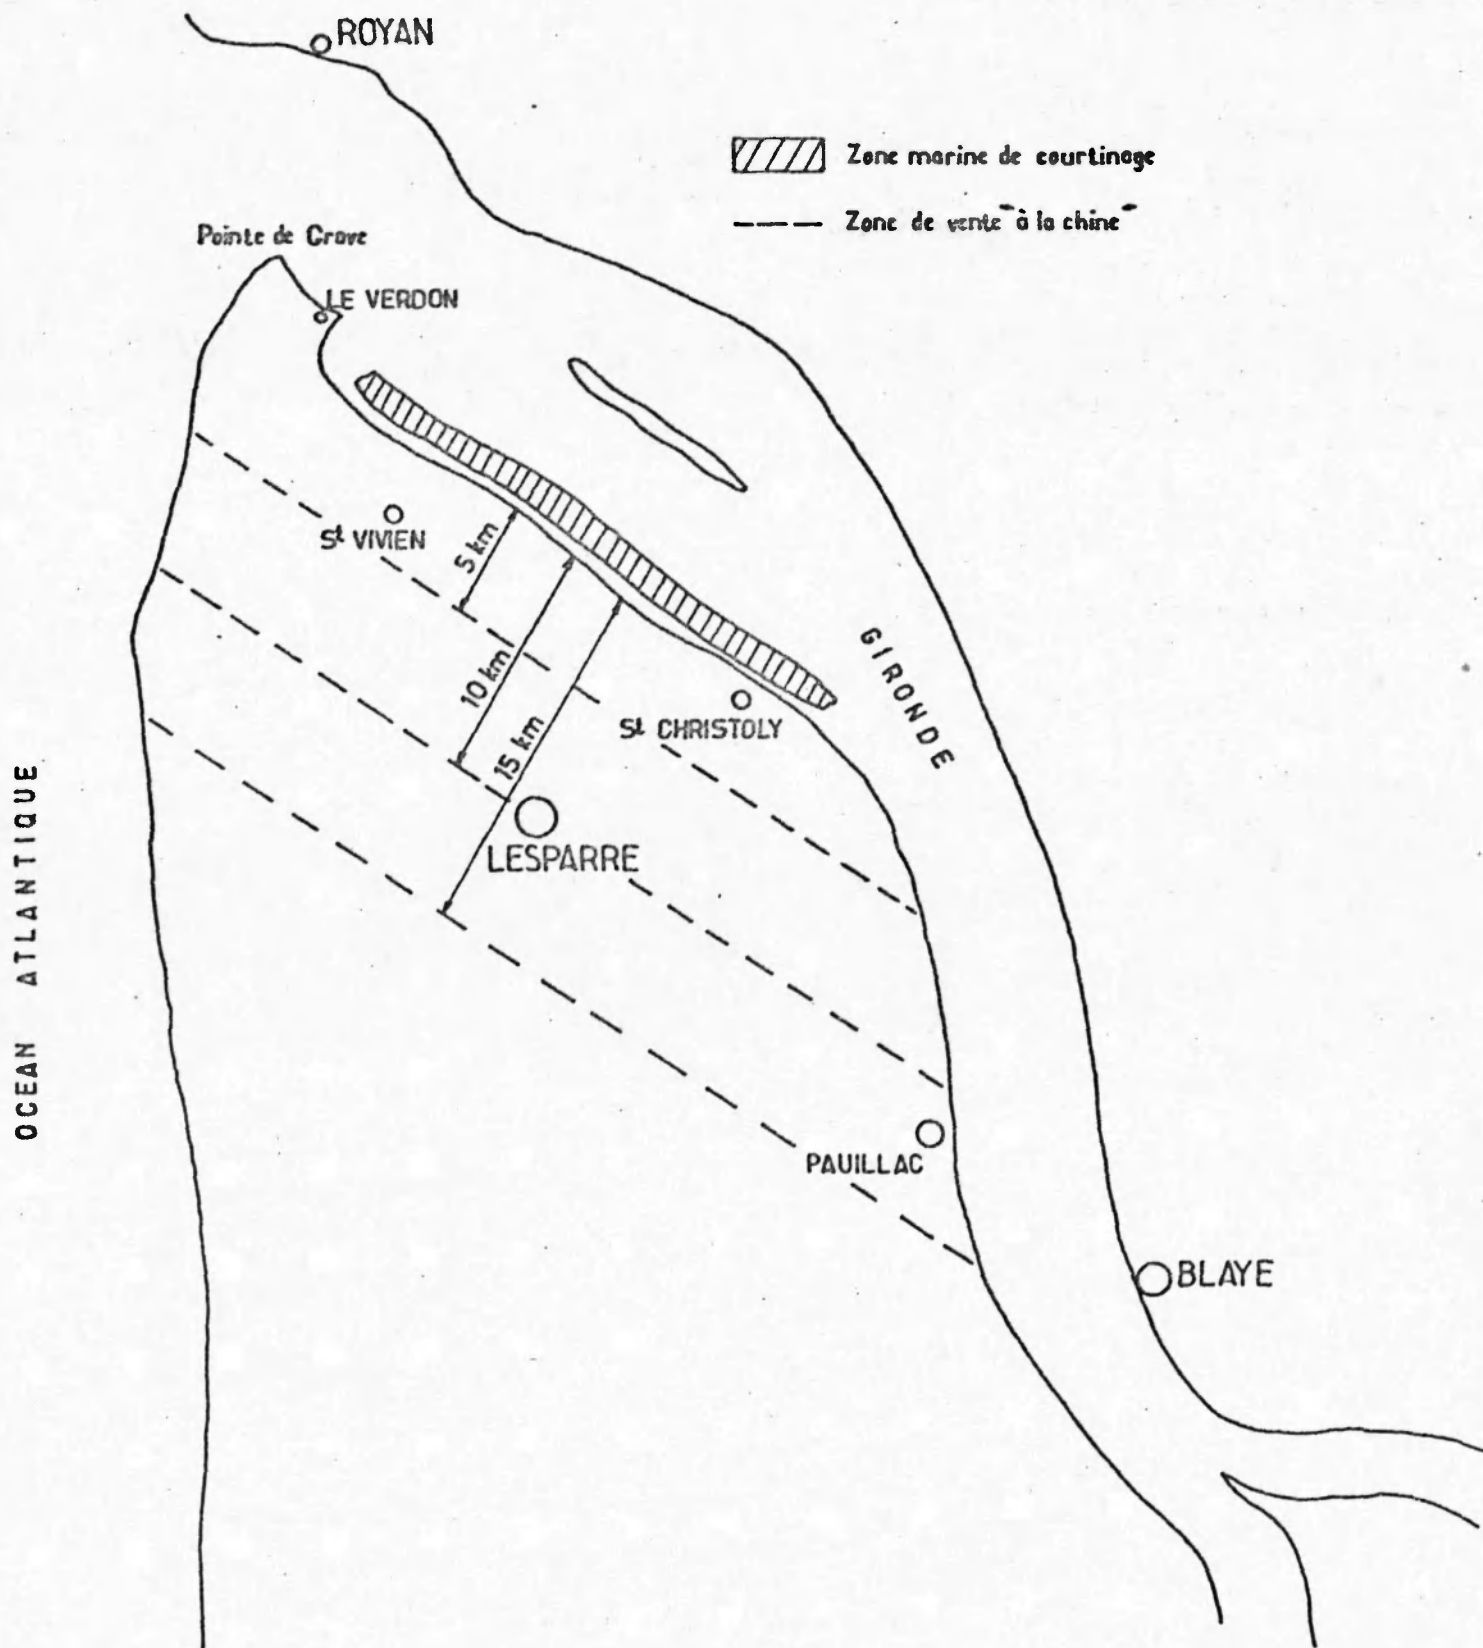 ROYAN
Zone marine de courtinage
Zone de vente "à la chine"
Pointe de Grave
LE VERDON
St VIVIEN
5 km
10 km
15 km
St CHRISTOLY
GIRONDE
LESPARRE
OCEAN ATLANTIQUE
PAUILLAC
BLAYE